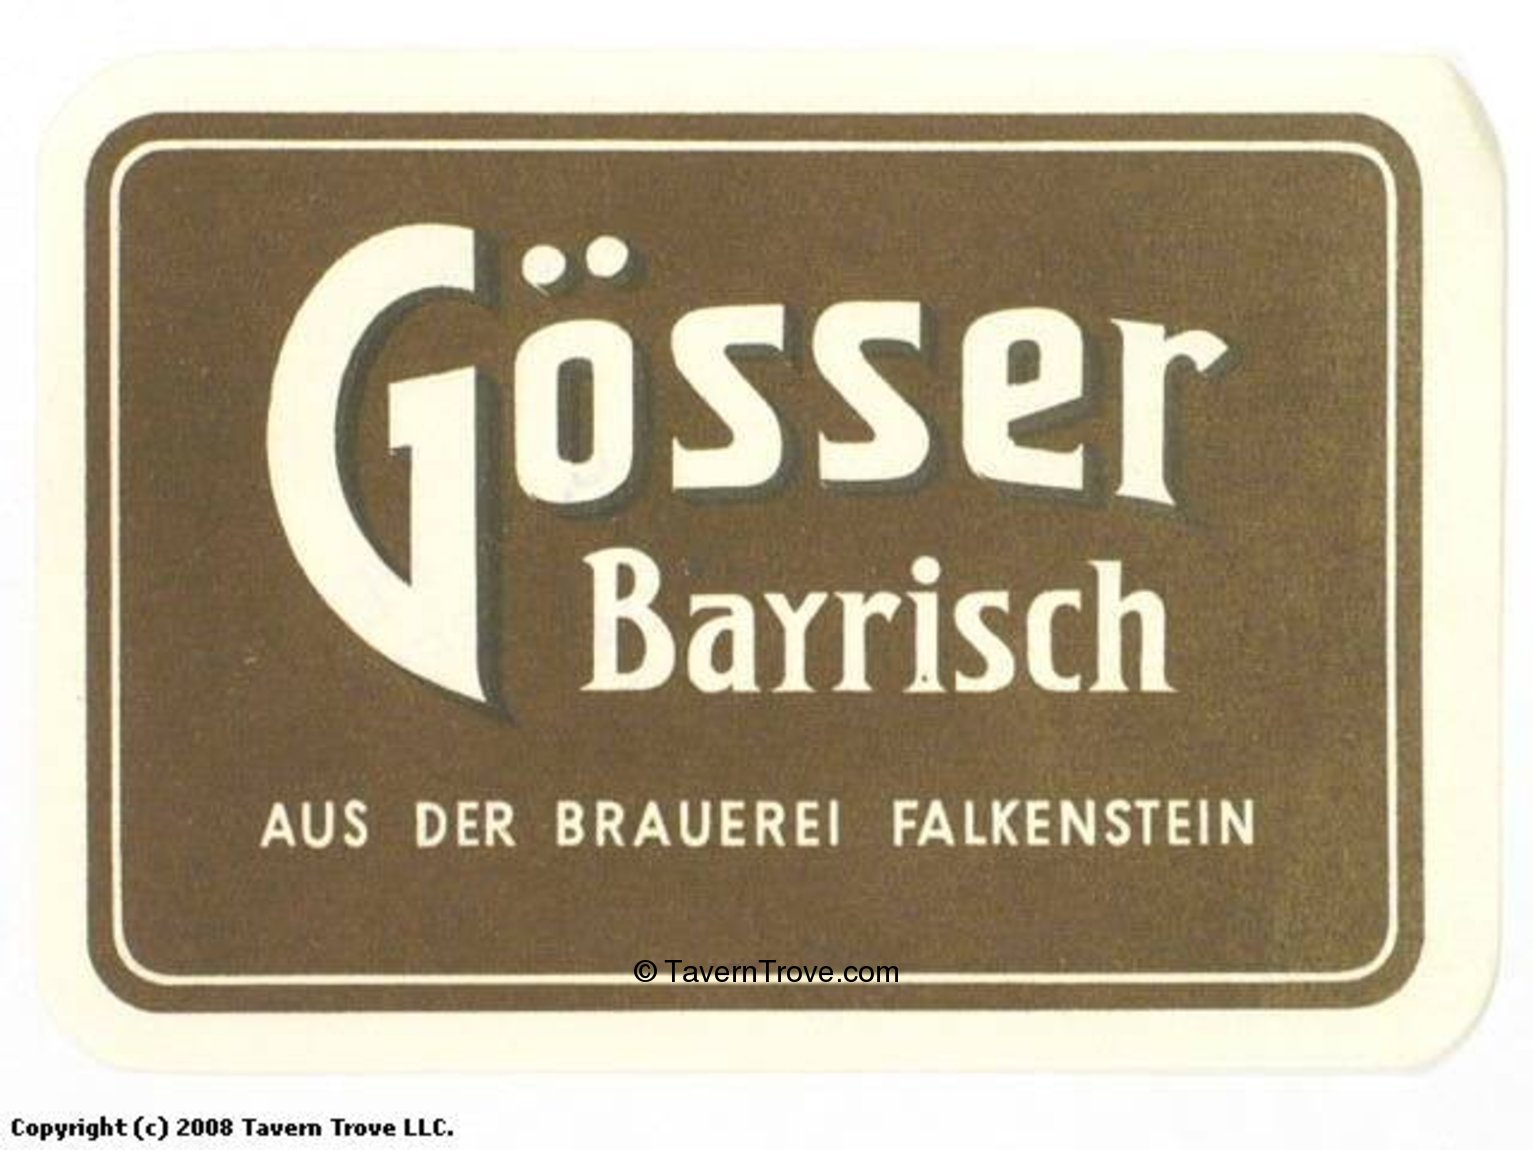 Gösser
Bayrisch
AUS DER BRAUEREI FALKENSTEIN
© TavernTrove.com
Copyright (c) 2008 Tavern Trove LLC.